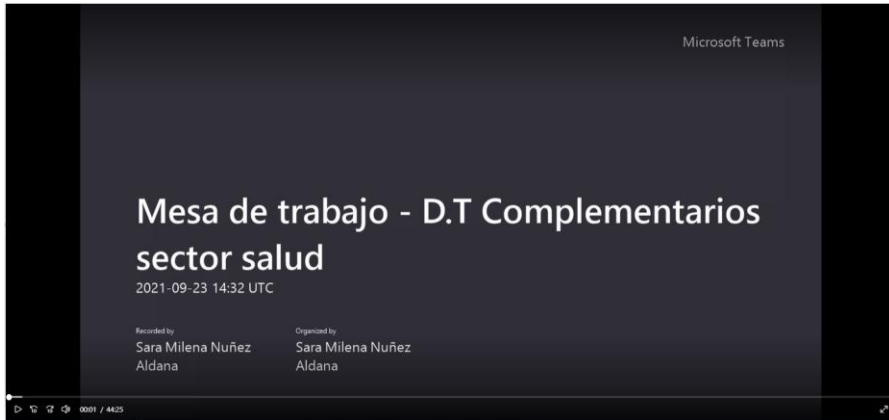 Microsoft Teams
Mesa de trabajo - D.T Complementarios
sector salud
2021-09-23 14:32 UTC
Recorded by
Organized by
Sara Milena Nuñez
Sara Milena Nuñez
Aldana
Aldana
00:01 / 44:25